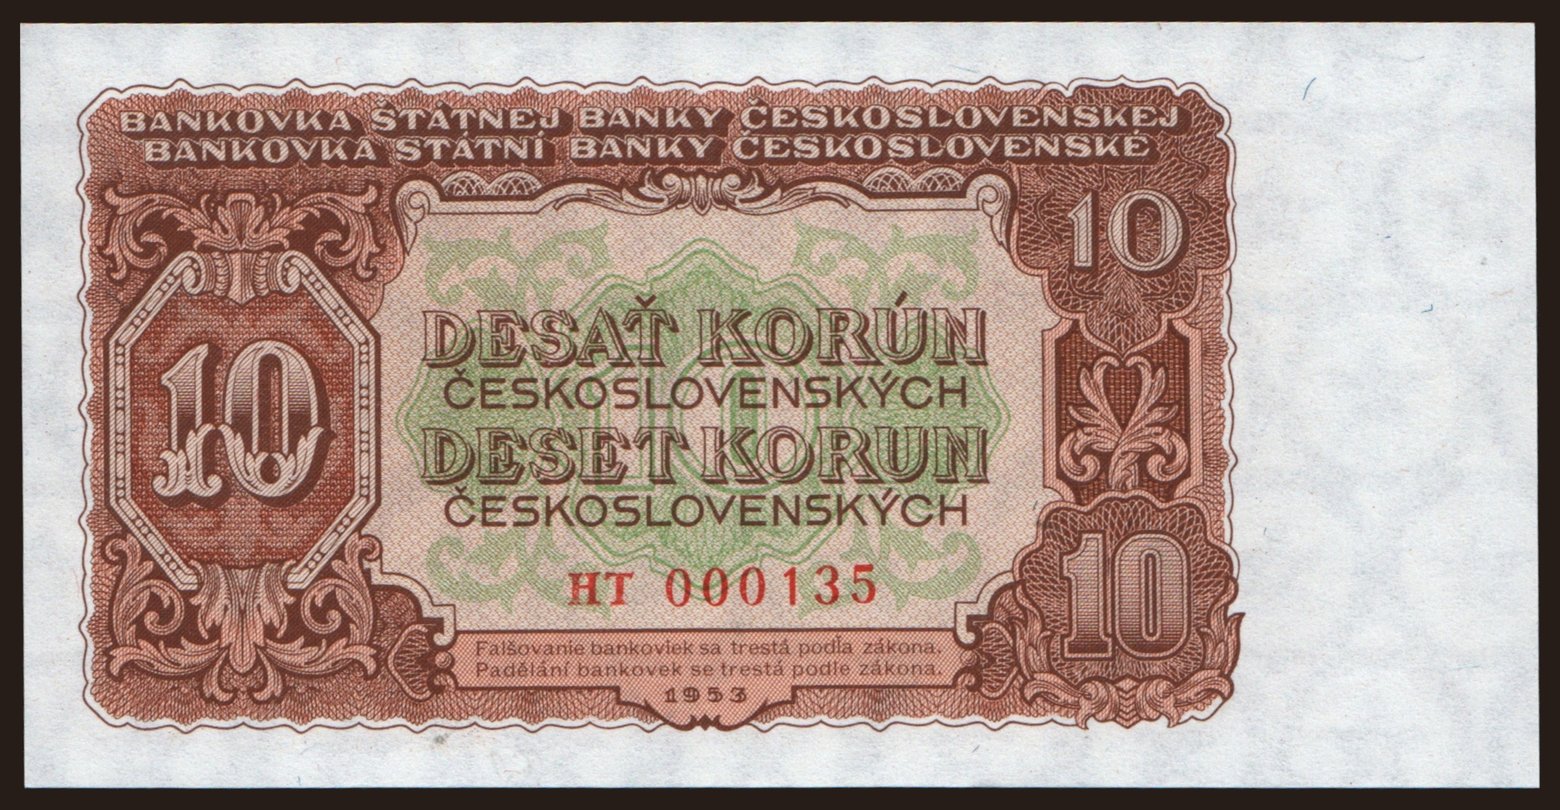 BANKOVKA ŠTÁTNEJ BANKY ČESKOSLOVENSKEJ
BANKOVKA STÁTNÍ BANKY ČESKOSLOVENSKÉ
10
10
DESAŤ KORÚN
ČESKOSLOVENSKÝCH
DESET KORUN
ČESKOSLOVENSKÝCH
10
HT 000135
10
Falšovanie bankoviek sa trestá podľa zákona.
Padělání bankovek se trestá podle zákona.
1953